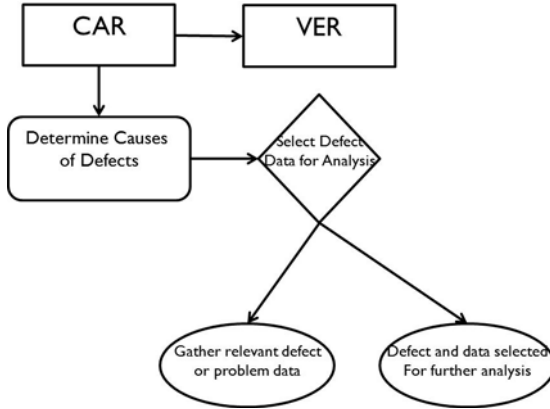 CAR
VER
Determine Causes
of Defects
Select Defect
Data for Analysis
Gather relevant defect
or problem data
Defect and data selected
For further analysis